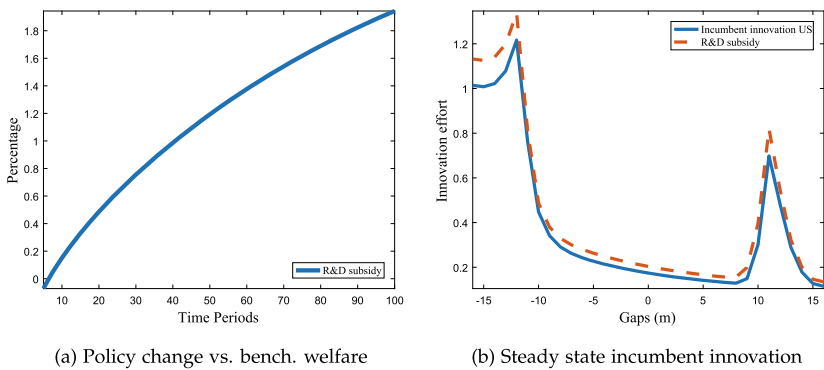 Percentage
1.8
1.6
1.4
1.2
1
0.8
0.6
0.4
0.2
0
10 20 30 40 50 60 70 80 90 100
Time Periods
R&D subsidy
(a) Policy change vs. bench. welfare
Innovation effort
1.2
1
0.8
0.6
0.4
0.2
-15 -10 -5 0 5 10 15
Gaps (m)
Incumbent innovation US
R&D subsidy
(b) Steady state incumbent innovation